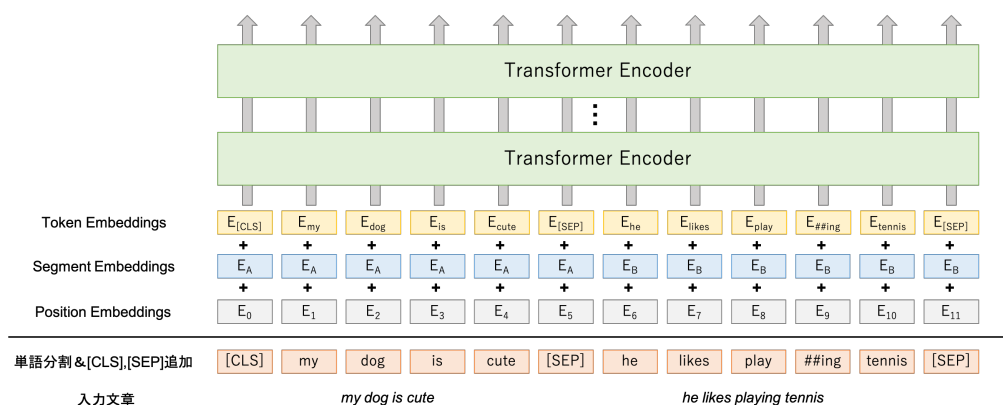 Transformer Encoder
⋮
Transformer Encoder
Token Embeddings E[CLS] Emy Edog Eis Ecute E[SEP] Ehe Elikes Eplay E##ing Etennis E[SEP]
+ + + + + + + + + + + +
Segment Embeddings EA EA EA EA EA EA EB EB EB EB EB EB
+ + + + + + + + + + + +
Position Embeddings E0 E1 E2 E3 E4 E5 E6 E7 E8 E9 E10 E11
単語分割&[CLS],[SEP]追加 [CLS] my dog is cute [SEP] he likes play ##ing tennis [SEP]
入力文章 my dog is cute he likes playing tennis